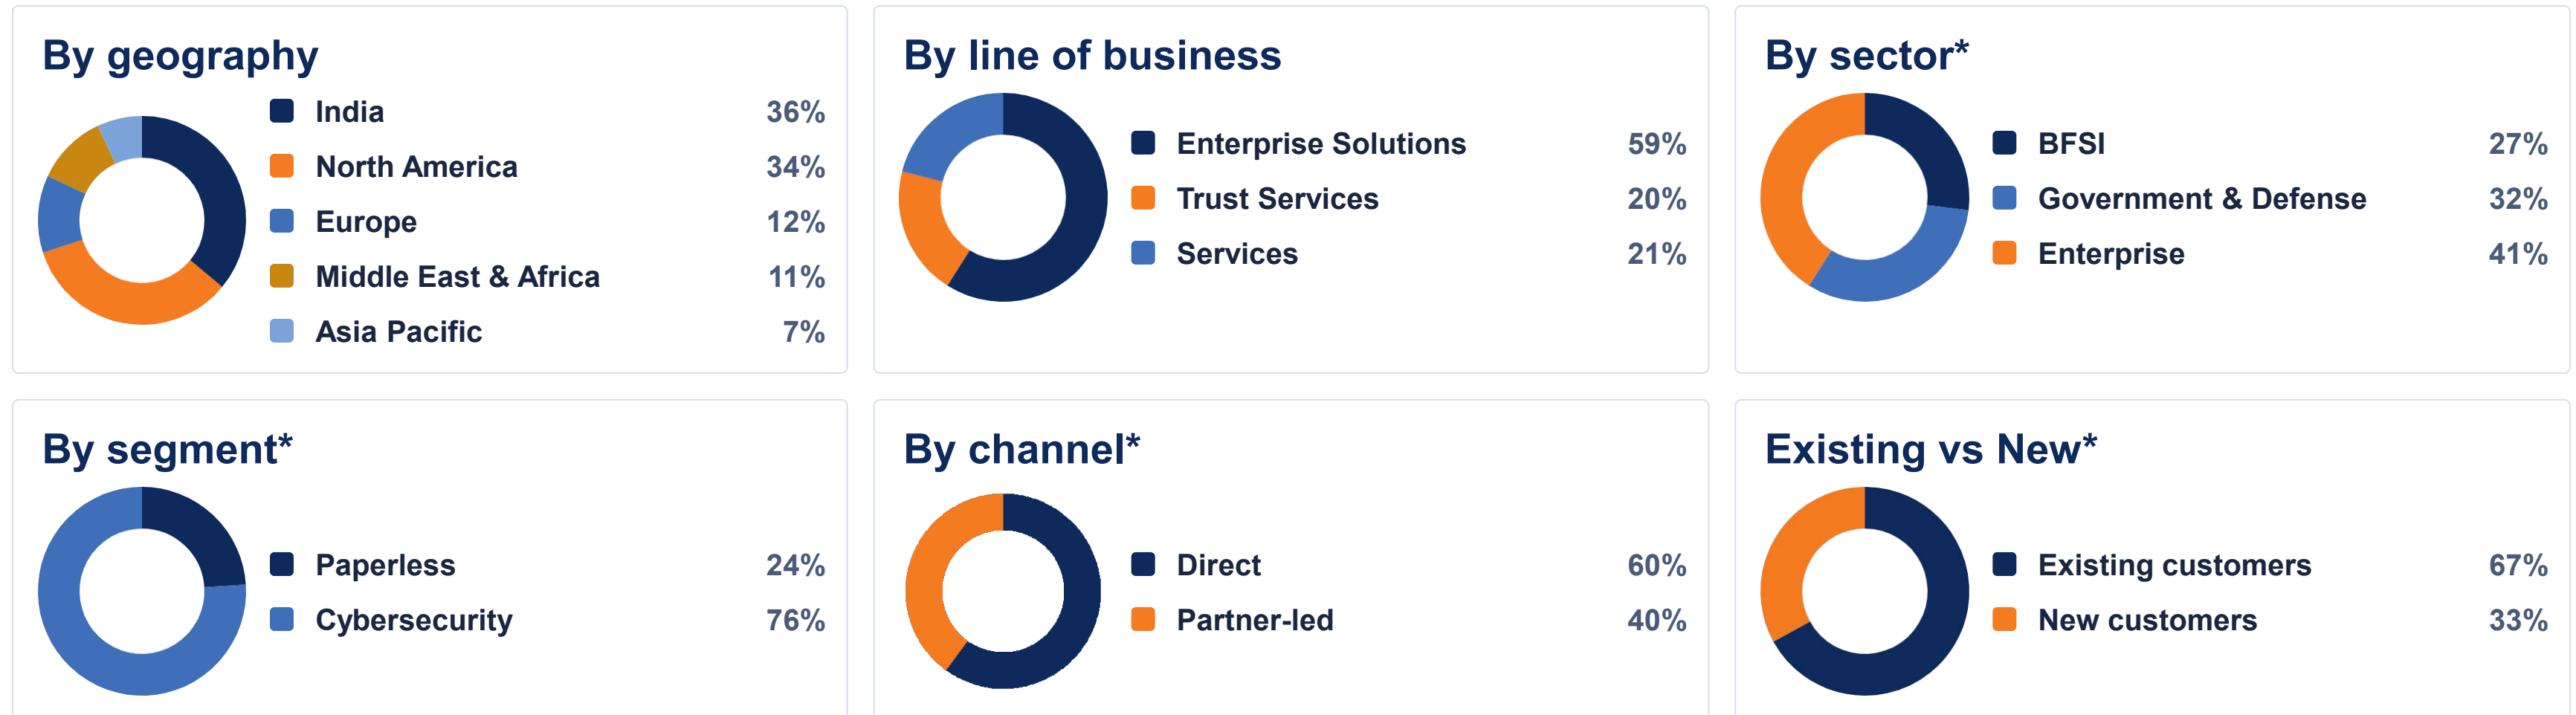 By geography
India 36%
North America 34%
Europe 12%
Middle East & Africa 11%
Asia Pacific 7%
By line of business
Enterprise Solutions 59%
Trust Services 20%
Services 21%
By sector*
BFSI 27%
Government & Defense 32%
Enterprise 41%
By segment*
Paperless 24%
Cybersecurity 76%
By channel*
Direct 60%
Partner-led 40%
Existing vs New*
Existing customers 67%
New customers 33%